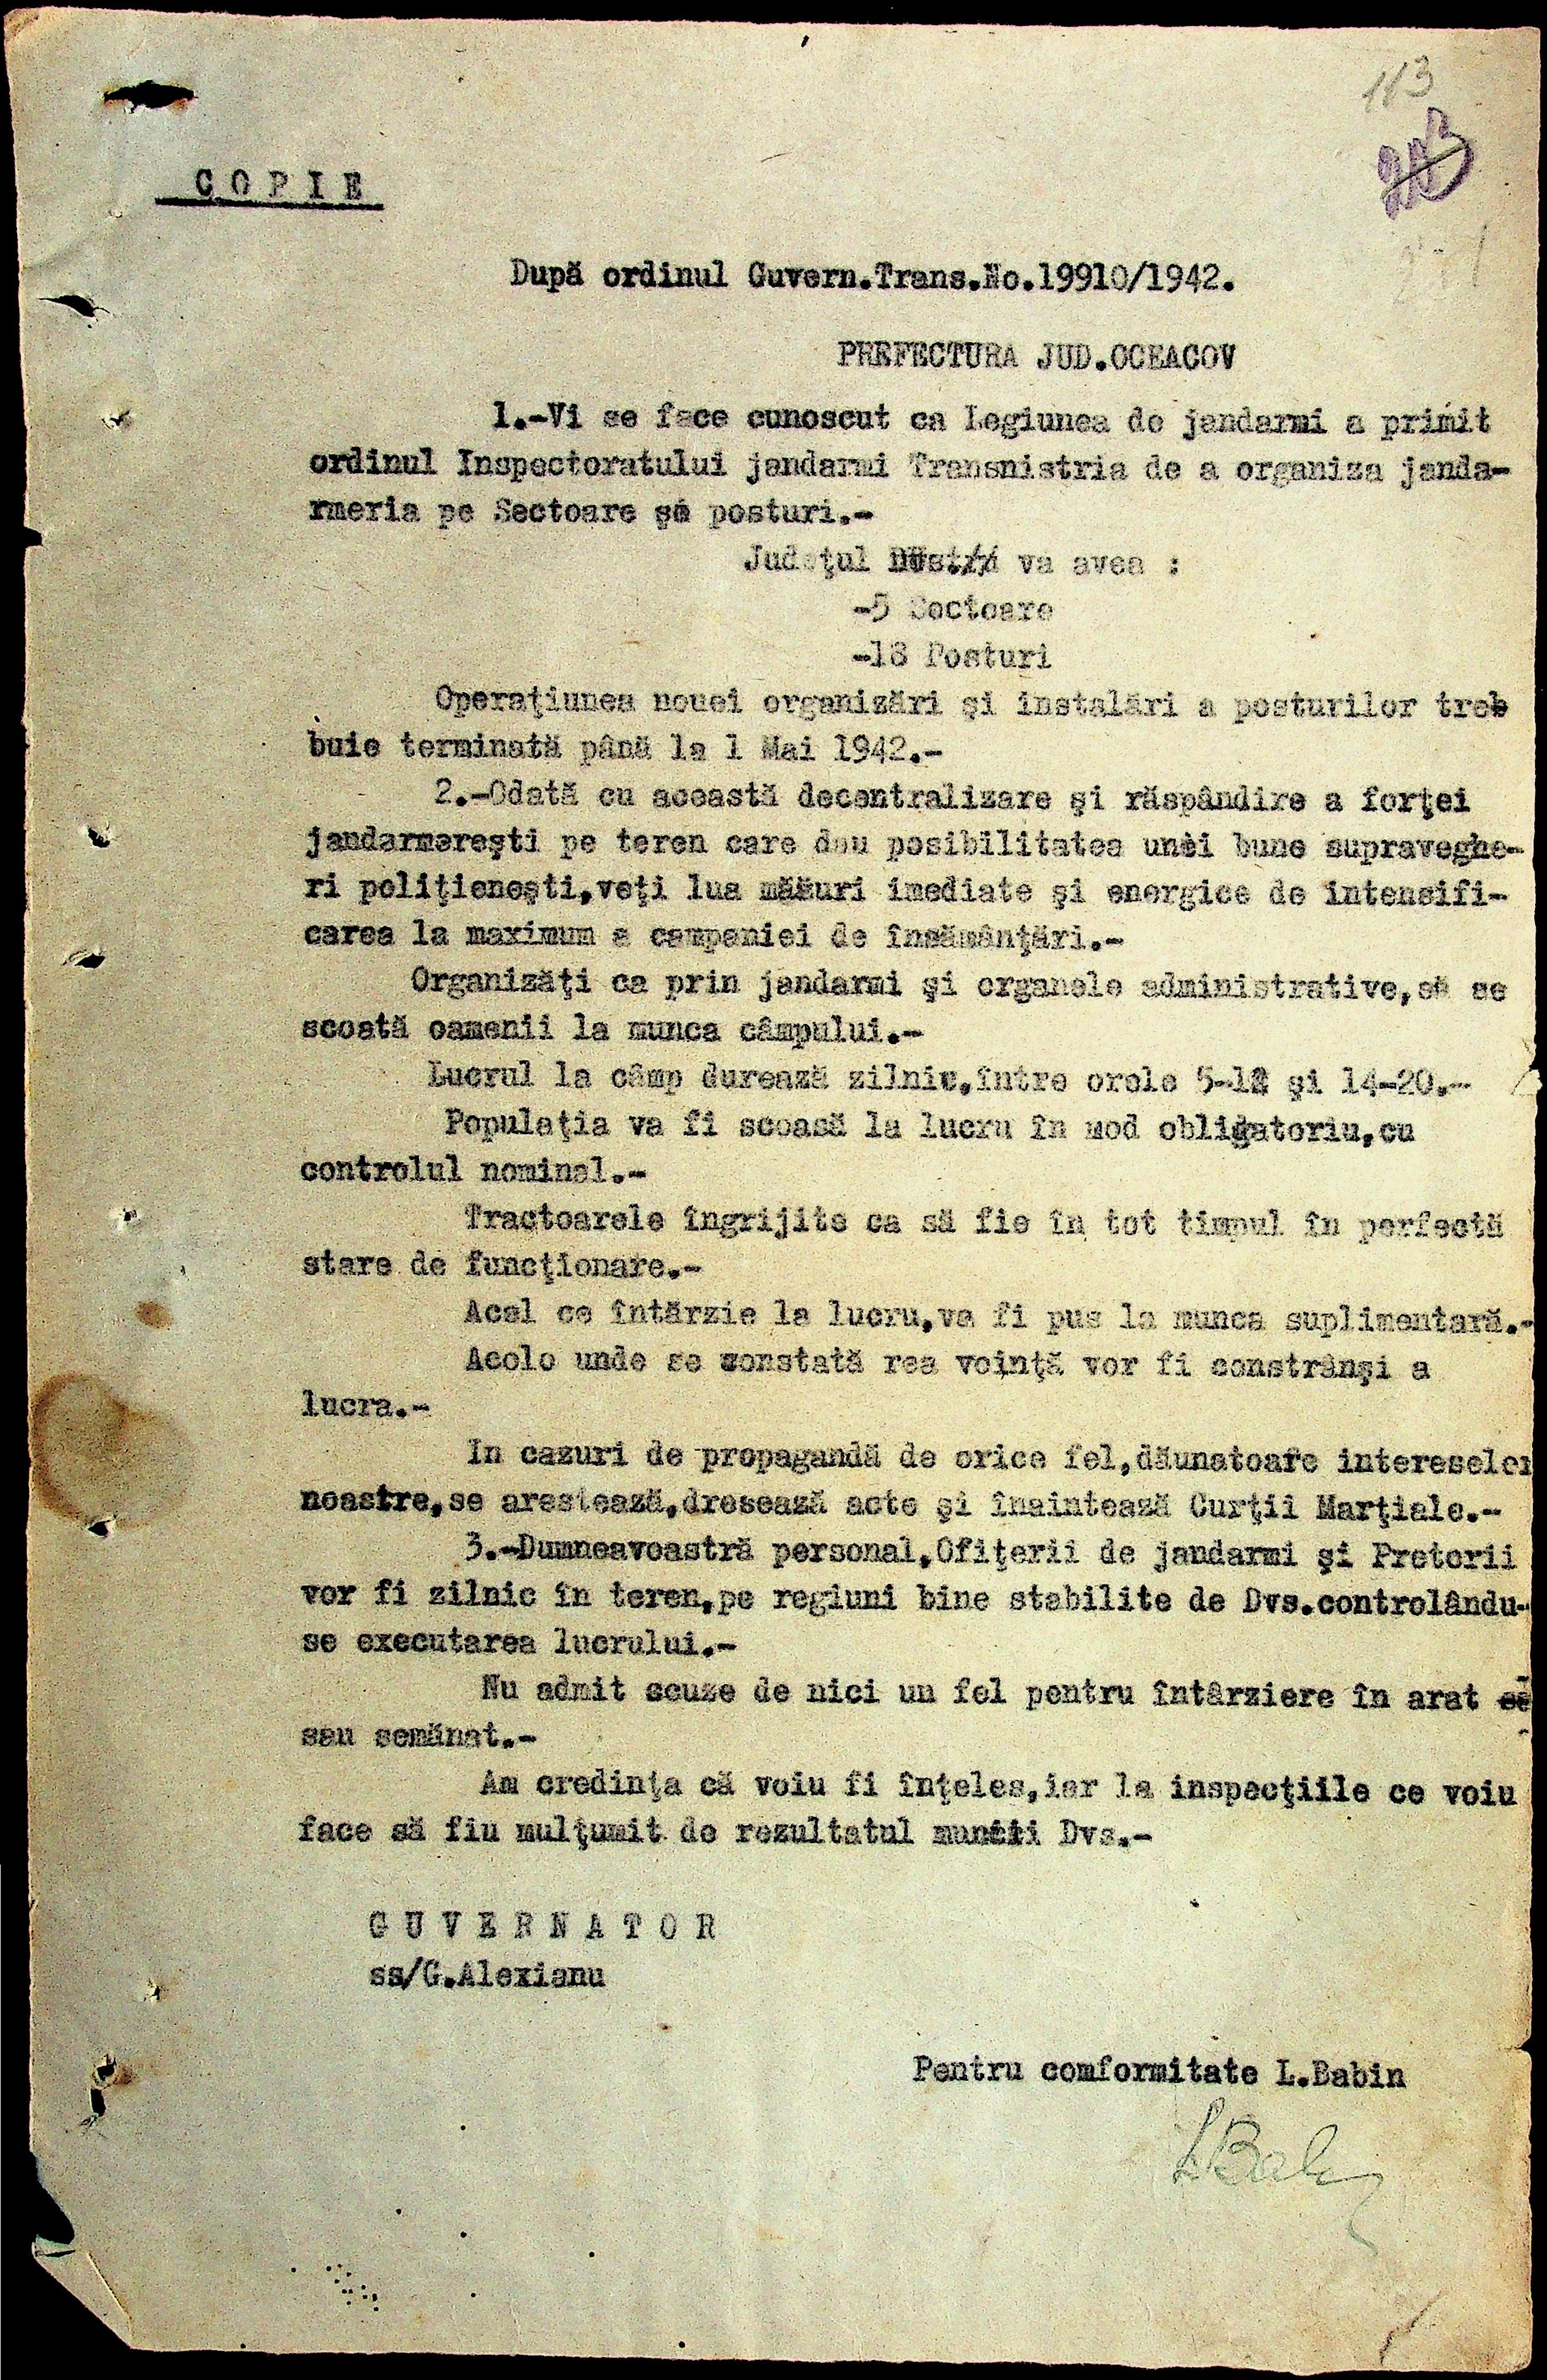 113
C O P I E
După ordinul Guvern.Trans.No.19910/1942.
PREFECTURA JUD.OCEACOV
1.-Vi se face cunoscut ca Legiunea de jandarmi a primit
ordinul Inspectoratului jandarmi Transnistria de a organiza janda-
rmeria pe Sectoare şi posturi.-
Judeţul va avea :
-5 Sectoare
-18 Posturi
Operaţiunea nouei organizări şi instalări a posturilor treb
buie terminată până la 1 Mai 1942.-
2.-Odată cu această decentralizare şi răspândire a forţei
jandarmereşti pe teren care dau posibilitatea unei bune supraveghe-
ri poliţieneşti,veţi lua măsuri imediate şi energice de intensifi-
carea la maximum a campaniei de însămânţări.-
Organizăţi ca prin jandarmi şi organele administrative,să se
scoată oamenii la munca câmpului.-
Lucrul la câmp durează zilnic,între orele 5-12 şi 14-20.-
Populaţia va fi scoasă la lucru în mod obligatoriu,cu
controlul nominal.-
Tractoarele îngrijite ca să fie în tot timpul în perfectă
stare de funcţionare.-
Acel ce întărzie la lucru,va fi pus la munca suplimentară.-
Acolo unde se constată rea voinţă vor fi constrânşi a
lucra.-
In cazuri de propagandă de orice fel,dăunatoare intereselor
noastre,se arestează,dresează acte şi înaintează Curţii Marţiale.-
3.-Dumneavoastră personal,Ofiţerii de jandarmi şi Pretorii
vor fi zilnic în teren,pe regiuni bine stabilite de Dvs.controlându-
se executarea lucrului.-
Nu admit scuze de nici un fel pentru întârziere în arat
sau semănat.-
Am credinţa că voiu fi înţeles,iar la inspecţiile ce voiu
face să fiu mulţumit de rezultatul muncii Dvs.-
G U V E R N A T O R
ss/G.Alexianu
Pentru comformitate L.Babin